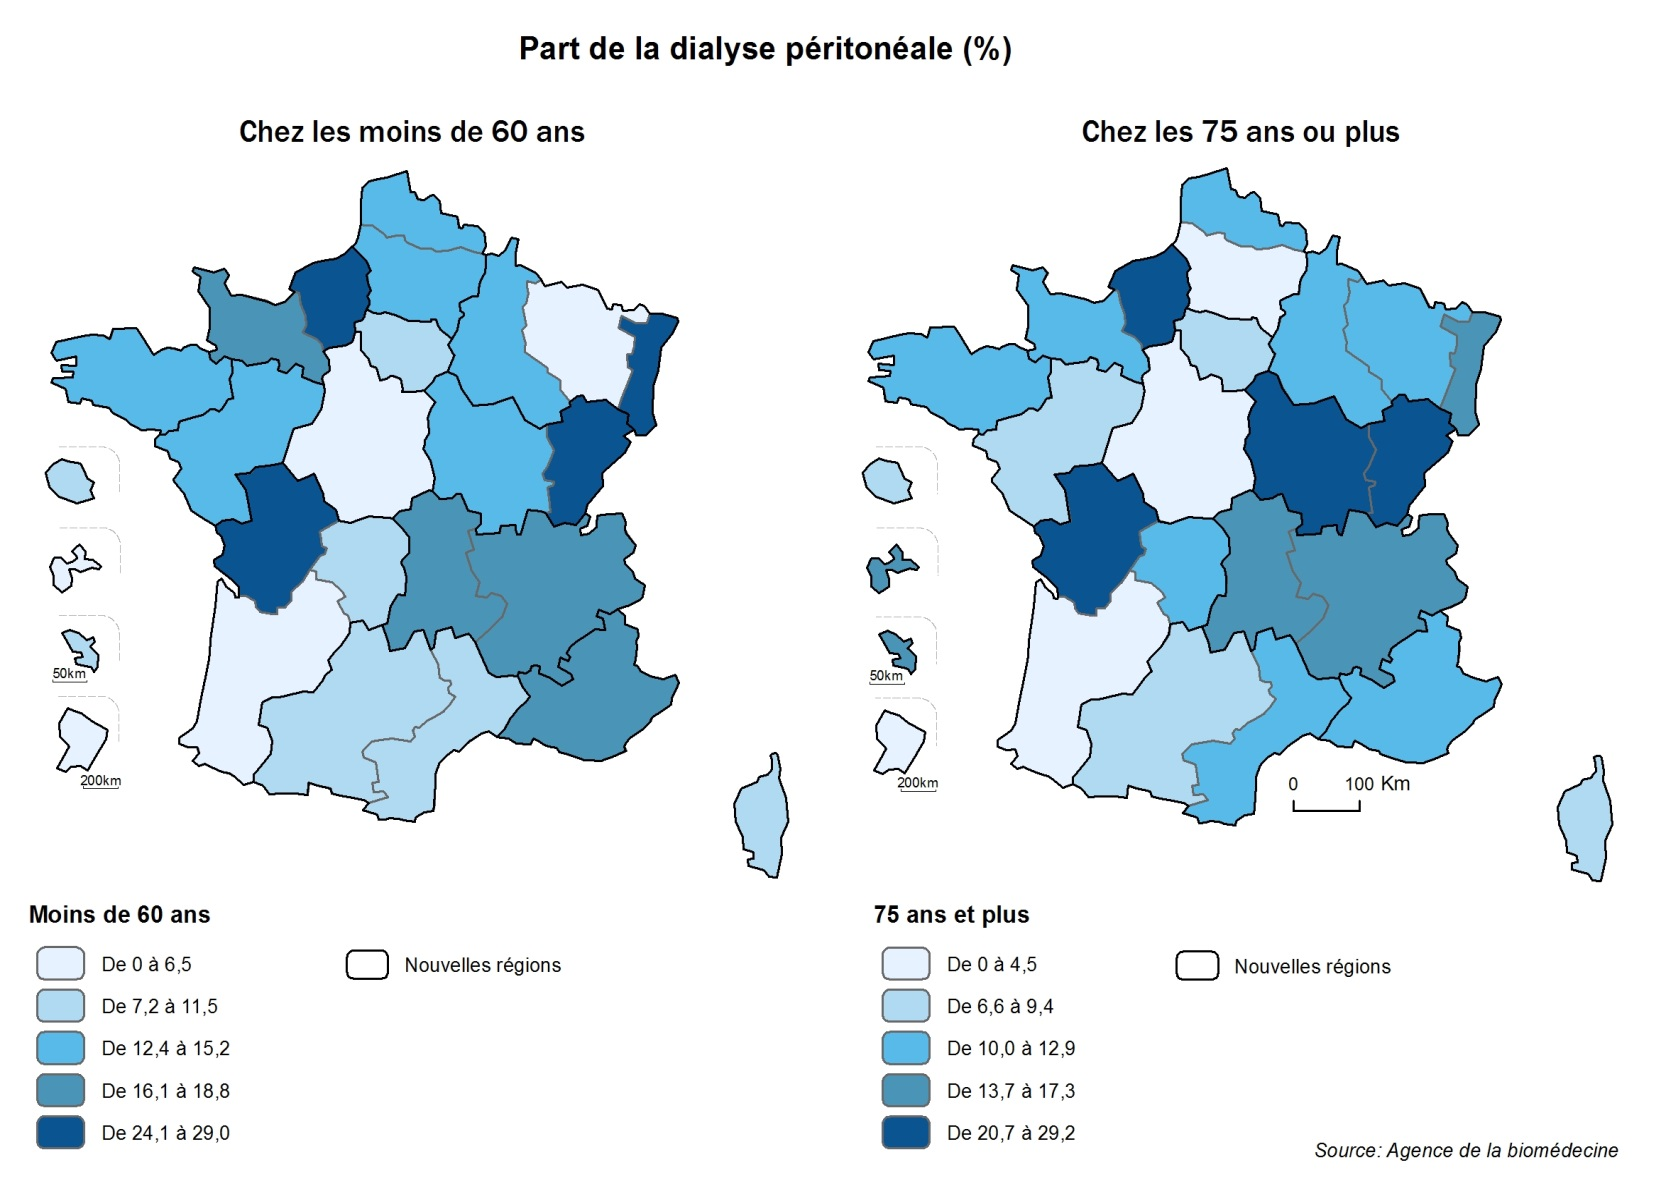 Part de la dialyse péritonéale (%)
Chez les moins de 60 ans
Chez les 75 ans ou plus
50km
200km
50km
200km
0 100 Km
Moins de 60 ans
De 0 à 6,5
De 7,2 à 11,5
De 12,4 à 15,2
De 16,1 à 18,8
De 24,1 à 29,0
Nouvelles régions
75 ans et plus
De 0 à 4,5
De 6,6 à 9,4
De 10,0 à 12,9
De 13,7 à 17,3
De 20,7 à 29,2
Nouvelles régions
Source: Agence de la biomédecine